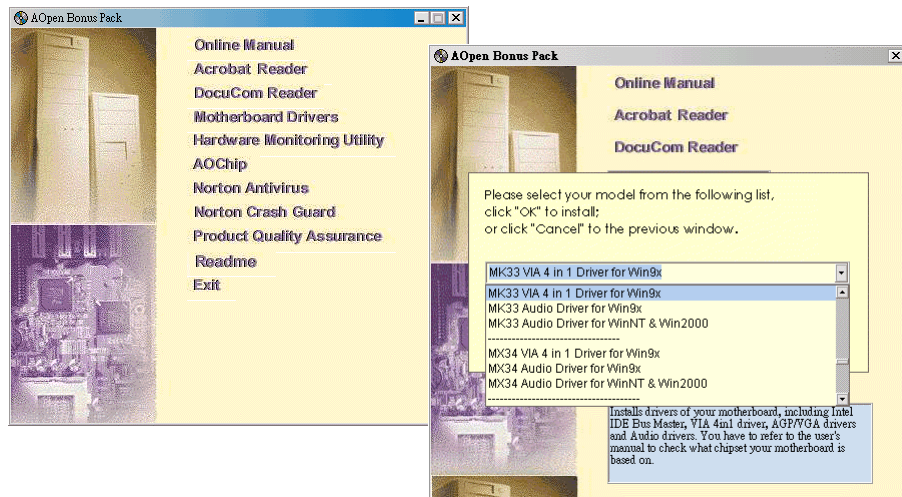 AOpen Bonus Pack
Online Manual
Acrobat Reader
DocuCom Reader
Motherboard Drivers
Hardware Monitoring Utility
AOChip
Norton Antivirus
Norton Crash Guard
Product Quality Assurance
Readme
Exit
AOpen Bonus Pack
Online Manual
Acrobat Reader
DocuCom Reader
Please select your model from the following list,
click "OK" to install;
or click "Cancel" to the previous window.
MK33 VIA 4 in 1 Driver for Win9x
MK33 VIA 4 in 1 Driver for Win9x
MK33 Audio Driver for Win9x
MK33 Audio Driver for WinNT & Win2000
---------------------------------
MX34 VIA 4 in 1 Driver for Win9x
MX34 Audio Driver for Win9x
MX34 Audio Driver for WinNT & Win2000
--------------------------------------
Installs drivers of your motherboard, including Intel
IDE Bus Master, VIA 4in1 driver, AGP/VGA drivers
and Audio drivers. You have to refer to the user's
manual to check what chipset your motherboard is
based on.